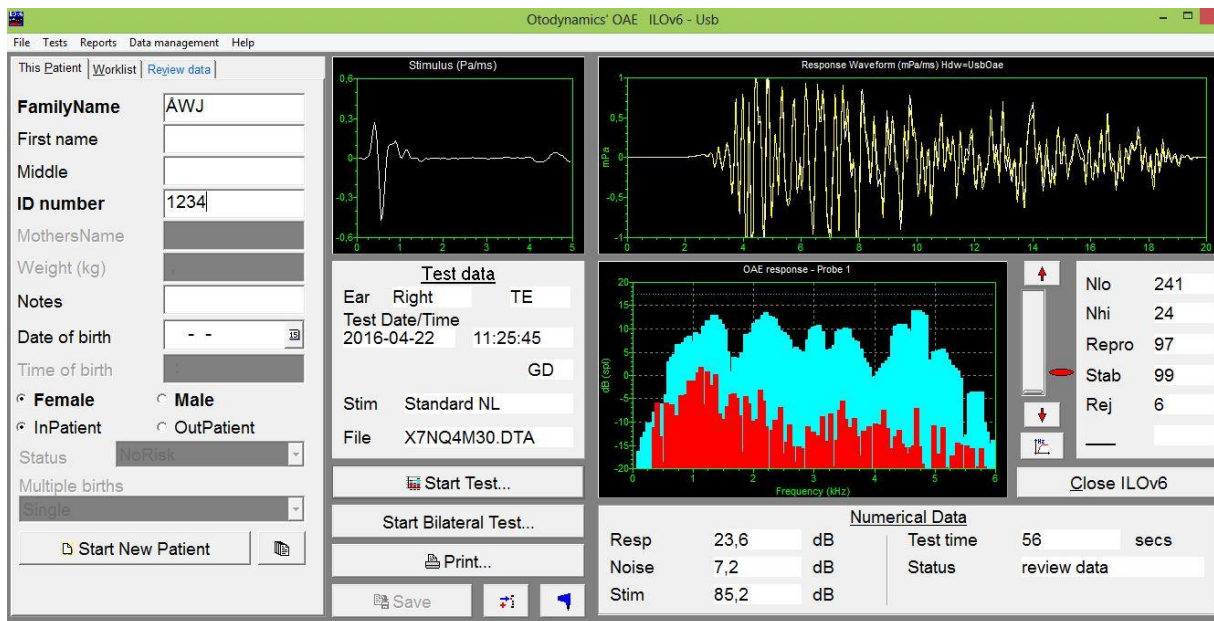 Otodynamics' OAE ILOv6 - Usb
File Tests Reports Data management Help
This Patient Worklist Review data
FamilyName AWJ
First name
Middle
ID number 1234
MothersName
Weight (kg) ,
Notes
Date of birth - - 15
Time of birth :
Female Male
InPatient OutPatient
Status NoRisk
Multiple births
Single
Start New Patient
Stimulus (Pa/ms)
0,6
0,3
0
-0,3
-0,6
0 1 2 3 4 5
Response Waveform (mPa/ms) Hdw=UsbOae
mPa
1
0,5
0
-0,5
-1
0 2 4 6 8 10 12 14 16 18 20
Test data
Ear Right TE
Test Date/Time
2016-04-22 11:25:45
GD
Stim Standard NL
File X7NQ4M30.DTA
Start Test...
Start Bilateral Test...
Print...
Save
OAE response - Probe 1
dB (spl)
20
15
10
5
0
-5
-10
-15
-20
0 1 2 3 4 5 6
Frequency (kHz)
Nlo 241
Nhi 24
Repro 97
Stab 99
Rej 6
Close ILOv6
Numerical Data
Resp 23,6 dB Test time 56 secs
Noise 7,2 dB Status review data
Stim 85,2 dB